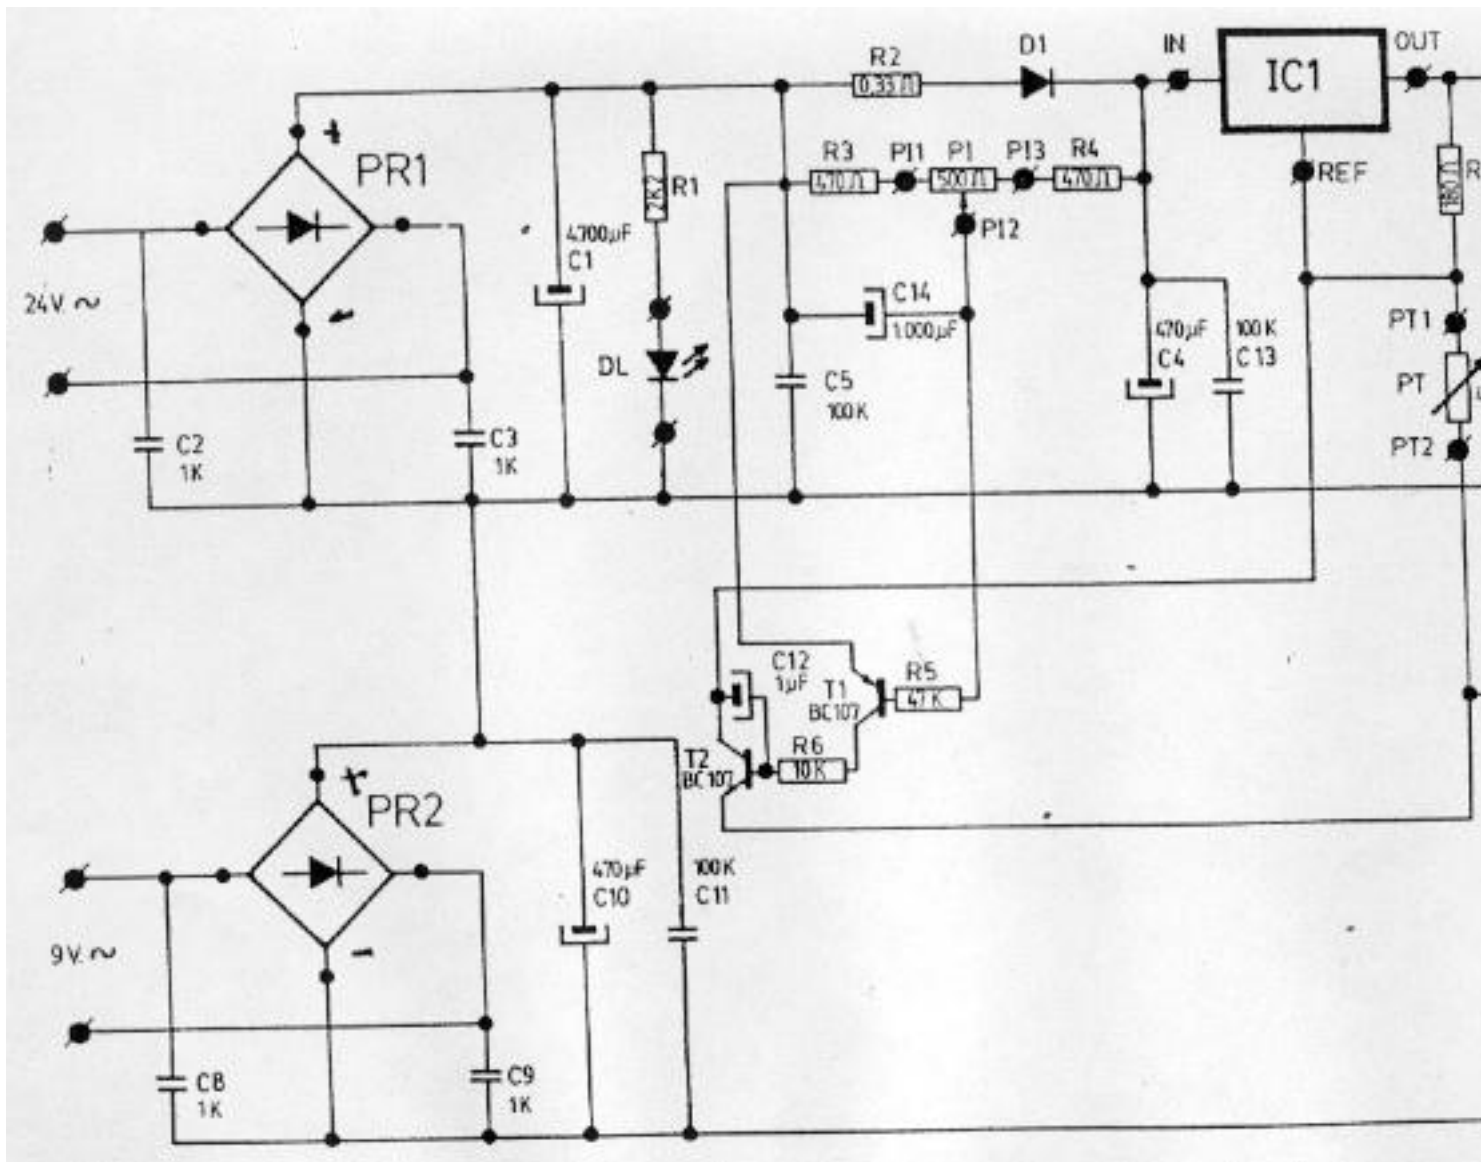 R2
0,33Ω
D1
IN
IC1
OUT
+
PR1
R3
470Ω
PI1
P1
500Ω
PI3
R4
470Ω
REF
R
180Ω
R1
2K2
PI2
4700µF
C1
24V ~
C14
1.000µF
470µF
C4
100K
C13
PT1
DL
PT
C5
100K
PT2
C2
1K
C3
1K
C12
1µF
T1
BC107
R5
47K
T2
BC107
R6
10K
+
PR2
470µF
C10
100K
C11
9V. ~
-
C8
1K
C9
1K